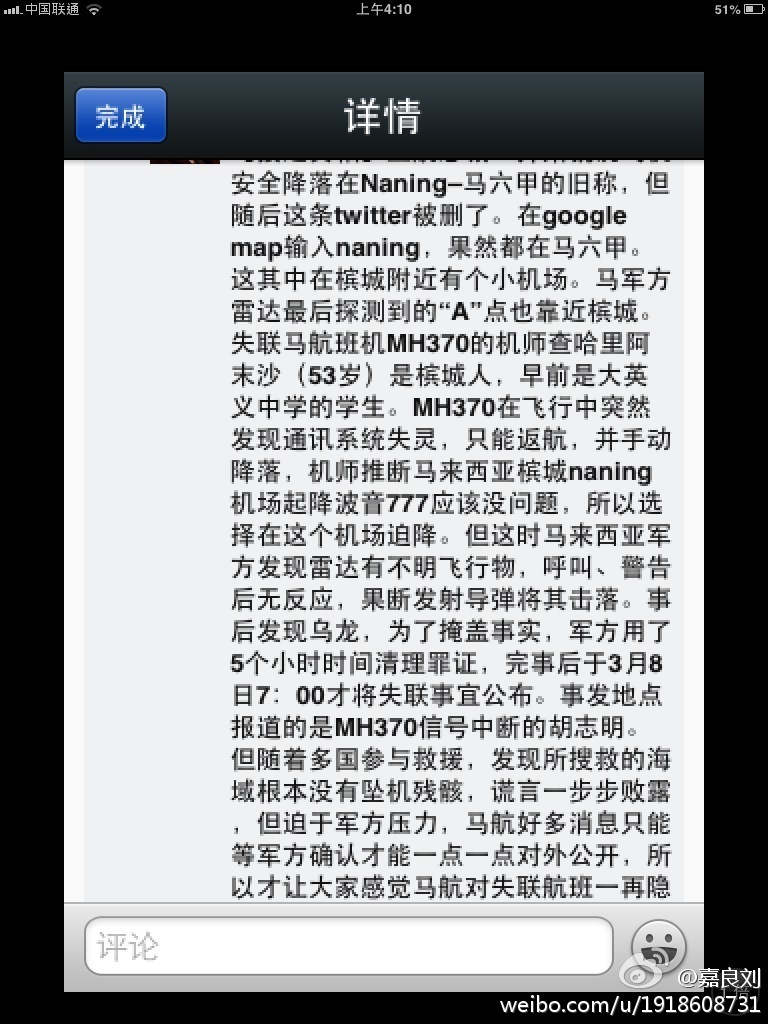 中国联通
上午4:10
51%
完成
详情
安全降落在Naning–马六甲的旧称，但
随后这条twitter被删了。在google
map输入naning，果然都在马六甲。
这其中在槟城附近有个小机场。马军方
雷达最后探测到的“A”点也靠近槟城。
失联马航班机MH370的机师查哈里阿
末沙（53岁）是槟城人，早前是大英
义中学的学生。MH370在飞行中突然
发现通讯系统失灵，只能返航，并手动
降落，机师推断马来西亚槟城naning
机场起降波音777应该没问题，所以选
择在这个机场迫降。但这时马来西亚军
方发现雷达有不明飞行物，呼叫、警告
后无反应，果断发射导弹将其击落。事
后发现乌龙，为了掩盖事实，军方用了
5个小时时间清理罪证，完事后于3月8
日7：00才将失联事宜公布。事发地点
报道的是MH370信号中断的胡志明。
但随着多国参与救援，发现所搜救的海
域根本没有坠机残骸，谎言一步步败露
，但迫于军方压力，马航好多消息只能
等军方确认才能一点一点对外公开，所
以才让大家感觉马航对失联航班一再隐
评论
@嘉良刘
weibo.com/u/1918608731